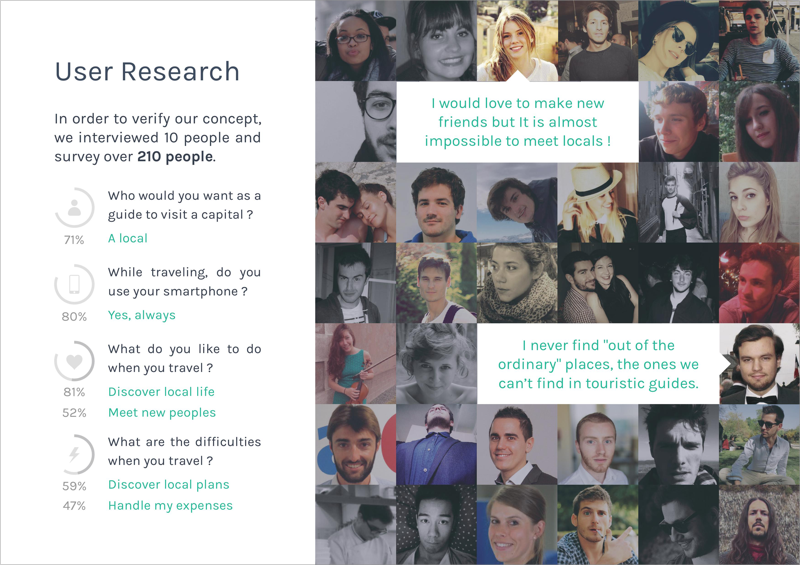 User Research
In order to verify our concept,
we interviewed 10 people and
survey over 210 people.
Who would you want as a
guide to visit a capital ?
71%
A local
While traveling, do you
use your smartphone ?
80%
Yes, always
What do you like to do
when you travel ?
81%
Discover local life
52%
Meet new peoples
What are the difficulties
when you travel ?
59%
Discover local plans
47%
Handle my expenses
I would love to make new
friends but It is almost
impossible to meet locals !
I never find "out of the
ordinary" places, the ones we
can't find in touristic guides.